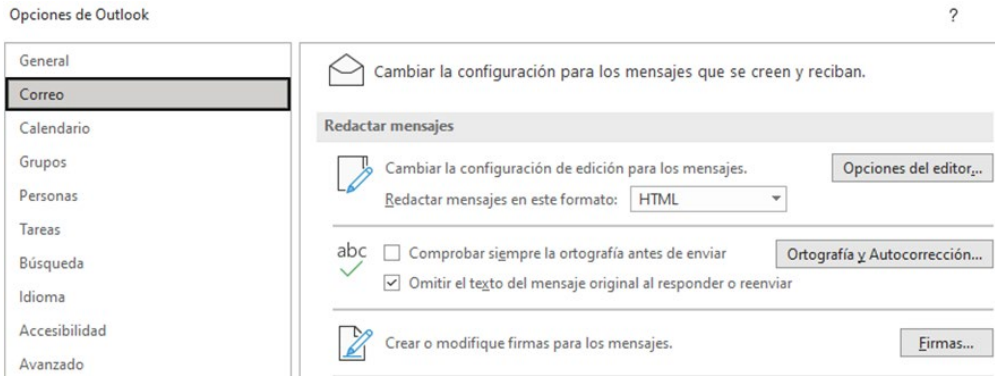 Opciones de Outlook
?
General
Correo
Calendario
Grupos
Personas
Tareas
Búsqueda
Idioma
Accesibilidad
Avanzado
Cambiar la configuración para los mensajes que se creen y reciban.
Redactar mensajes
Cambiar la configuración de edición para los mensajes.
Opciones del editor...
Redactar mensajes en este formato:
HTML
abc
Comprobar siempre la ortografía antes de enviar
Ortografía y Autocorrección...
Omitir el texto del mensaje original al responder o reenviar
Crear o modifique firmas para los mensajes.
Firmas...